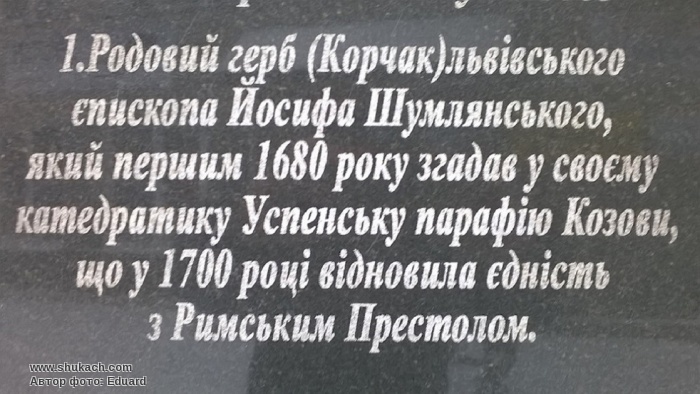 1.Родовий герб (Корчак)львівського
єпископа Йосифа Шумлянського,
який першим 1680 року згадав у своєму
катедратику Успенську парафію Козови,
що у 1700 році відновила єдність
з Римським Престолом.
www.shukach.com
Автор фото: Eduard